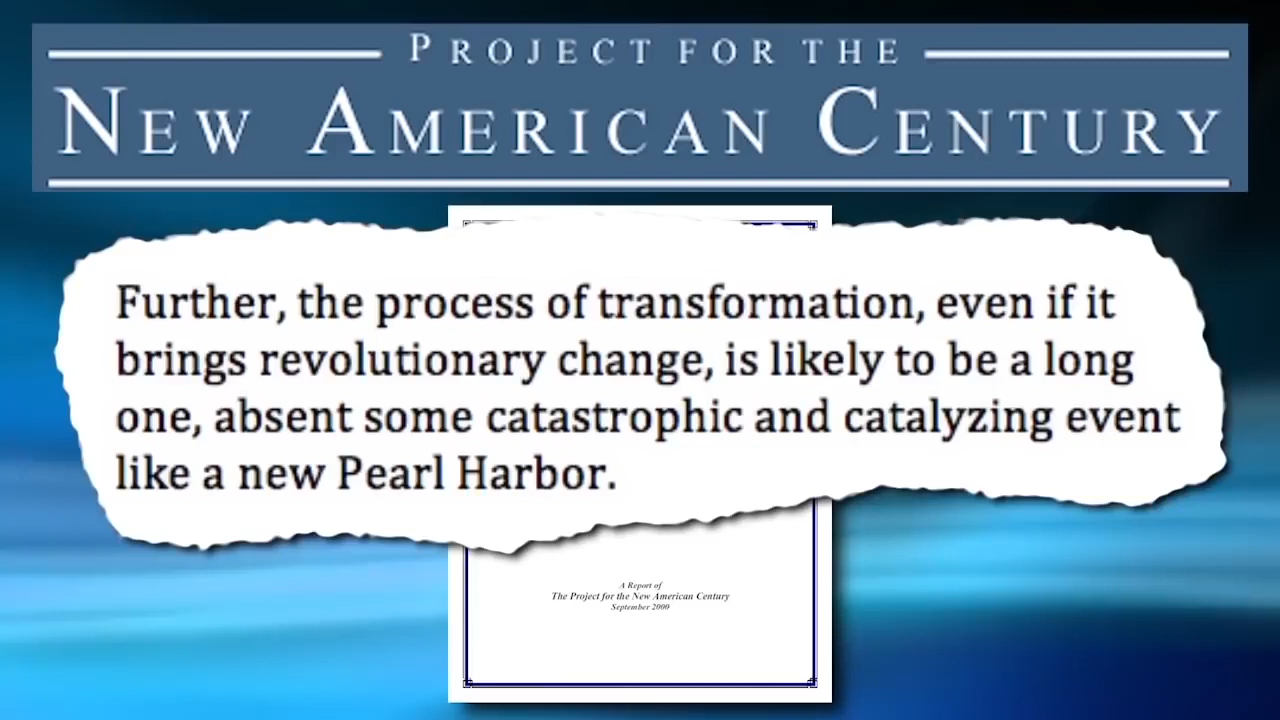 PROJECT FOR THE
NEW AMERICAN CENTURY
Further, the process of transformation, even if it
brings revolutionary change, is likely to be a long
one, absent some catastrophic and catalyzing event
like a new Pearl Harbor.
A Report of
The Project for the New American Century
September 2000